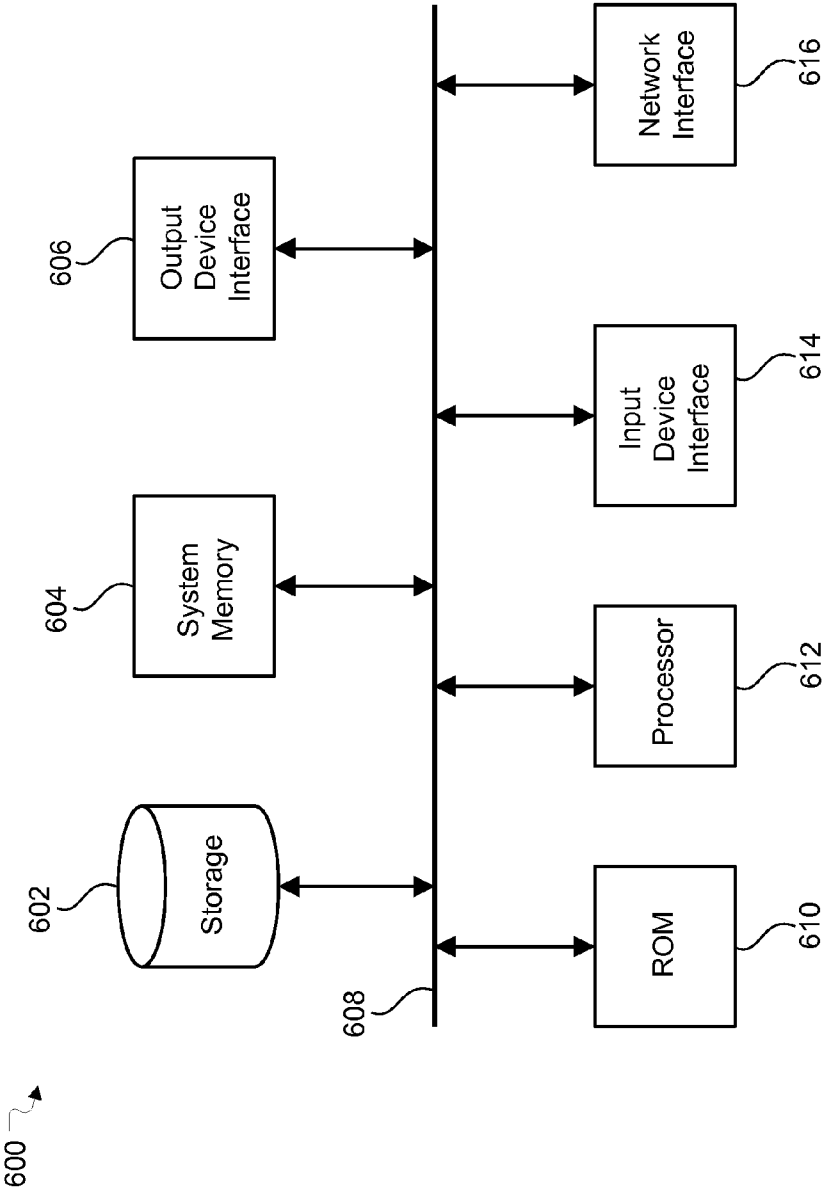 600
602
604
606
Storage
System
Memory
Output
Device
Interface
608
ROM
Processor
Input
Device
Interface
Network
Interface
610
612
614
616